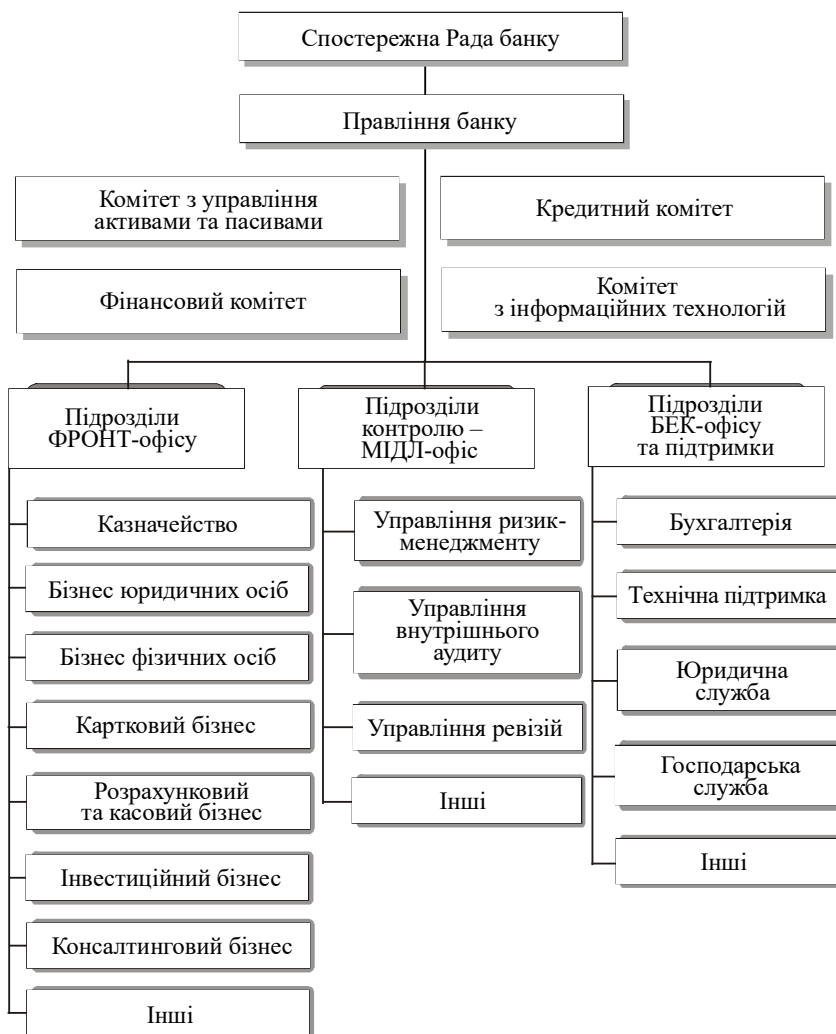 Спостережна Рада банку
Правління банку
Комітет з управління
активами та пасивами
Кредитний комітет
Фінансовий комітет
Комітет
з інформаційних технологій
Підрозділи
ФРОНТ-офісу
Підрозділи
контролю –
МІДЛ-офіс
Підрозділи
БЕК-офісу
та підтримки
Казначейство
Бізнес юридичних осіб
Бізнес фізичних осіб
Картковий бізнес
Розрахунковий
та касовий бізнес
Інвестиційний бізнес
Консалтинговий бізнес
Інші
Управління ризик-
менеджменту
Управління
внутрішнього
аудиту
Управління ревізій
Інші
Бухгалтерія
Технічна підтримка
Юридична
служба
Господарська
служба
Інші